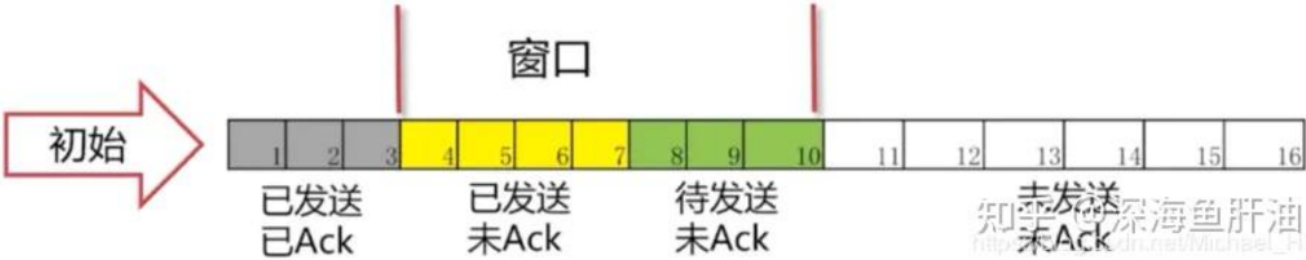 窗口
初始
1 2 3 4 5 6 7 8 9 10 11 12 13 14 15 16
已发送 已发送 待发送 未发送
已Ack 未Ack 未Ack 未Ack
知乎 @深海鱼肝油